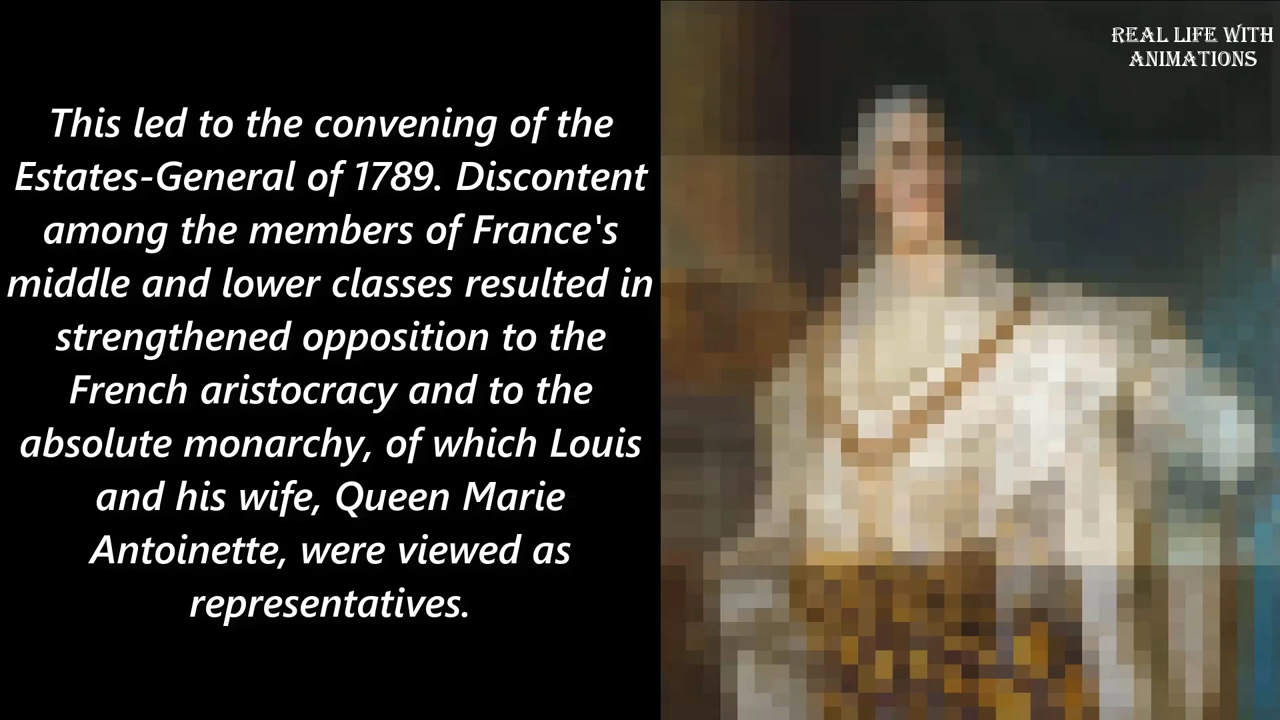 This led to the convening of the
Estates-General of 1789. Discontent
among the members of France's
middle and lower classes resulted in
strengthened opposition to the
French aristocracy and to the
absolute monarchy, of which Louis
and his wife, Queen Marie
Antoinette, were viewed as
representatives.
REAL LIFE WITH
ANIMATIONS